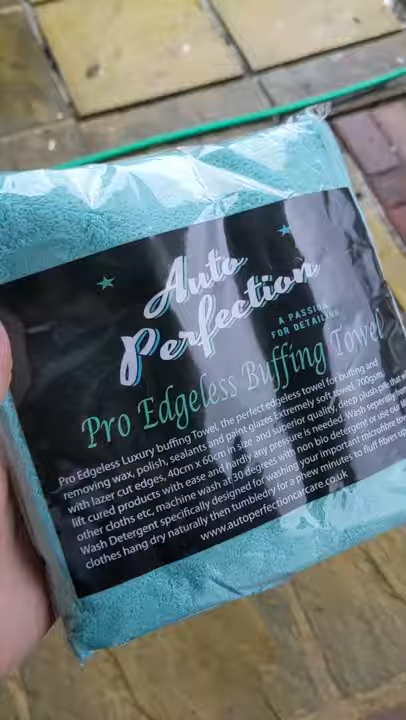 Auto
Perfection
A PASSION
FOR DETAILING
Pro Edgeless Buffing Towel
Pro Edgeless Luxury buffing Towel, the perfect edgeless towel for buffing and
removing wax, polish, sealants and paint glazes Extremely soft towel, 700gsm
with lazer cut edges, 40cm x 60cm in size and superior quality, deep plush pile that
lift cured products with ease and hardly any pressure is needed. Wash seperatly from
other cloths etc, machine wash at 30 degrees with non bio detergent or use our
Wash Detergent specifically designed for washing your important microfibre
clothes hang dry naturally then tumbledry for a phew minutes to fluff fibres up
www.autoperfectioncarcare.co.uk